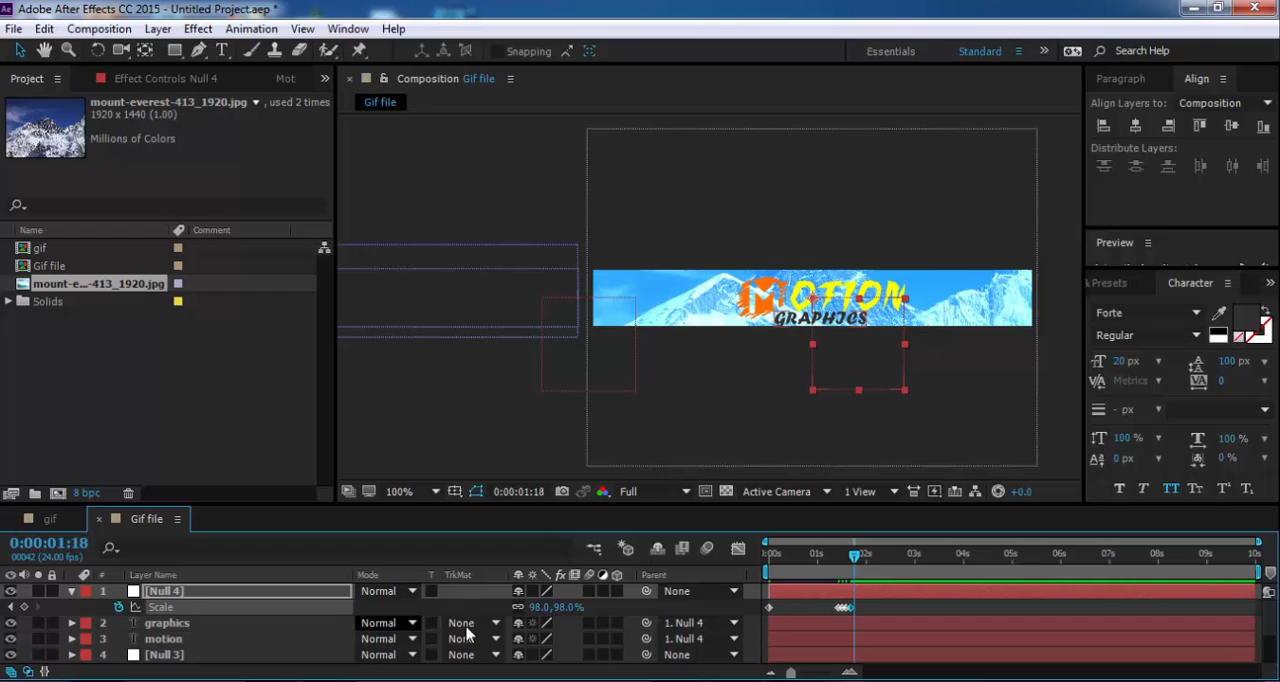 Adobe After Effects CC 2015 - Untitled Project.aep *
File Edit Composition Layer Effect Animation View Window Help
Snapping Essentials Standard Search Help
Project Effect Controls Null 4 Mot
mount-everest-413_1920.jpg , used 2 times
1920 x 1440 (1.00)
Millions of Colors
Name Comment
gif
Gif file
mount-e...-413_1920.jpg
Solids
8 bpc
Composition Gif file
Gif file
MOTION
GRAPHICS
100% 0:00:01:18 Full Active Camera 1 View +0.0
Paragraph Align
Align Layers to: Composition
Distribute Layers:
Preview
Presets Character
Forte
Regular
20 px 100 px
Metrics 0
- px
100 % 100 %
0 px 0 %
T T TT Tt T¹ T₁
gif Gif file
0:00:01:18
00042 (24.00 fps)
:00s 01s 02s 03s 04s 05s 06s 07s 08s 09s 10s
# Layer Name Mode T TrkMat Parent
1 [Null 4] Normal None
Scale 98.0,98.0%
2 graphics Normal None 1. Null 4
3 motion Normal None 1. Null 4
4 [Null 3] Normal None None